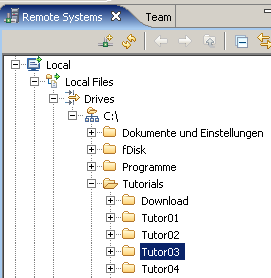 Remote Systems Team
Local
Local Files
Drives
C:\
Dokumente und Einstellungen
fDisk
Programme
Tutorials
Download
Tutor01
Tutor02
Tutor03
Tutor04